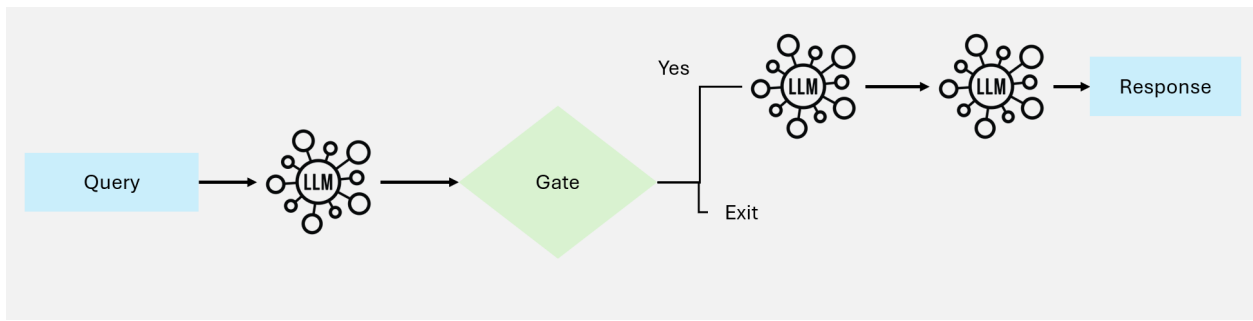 Query
LLM
Gate
Yes
Exit
LLM
LLM
Response